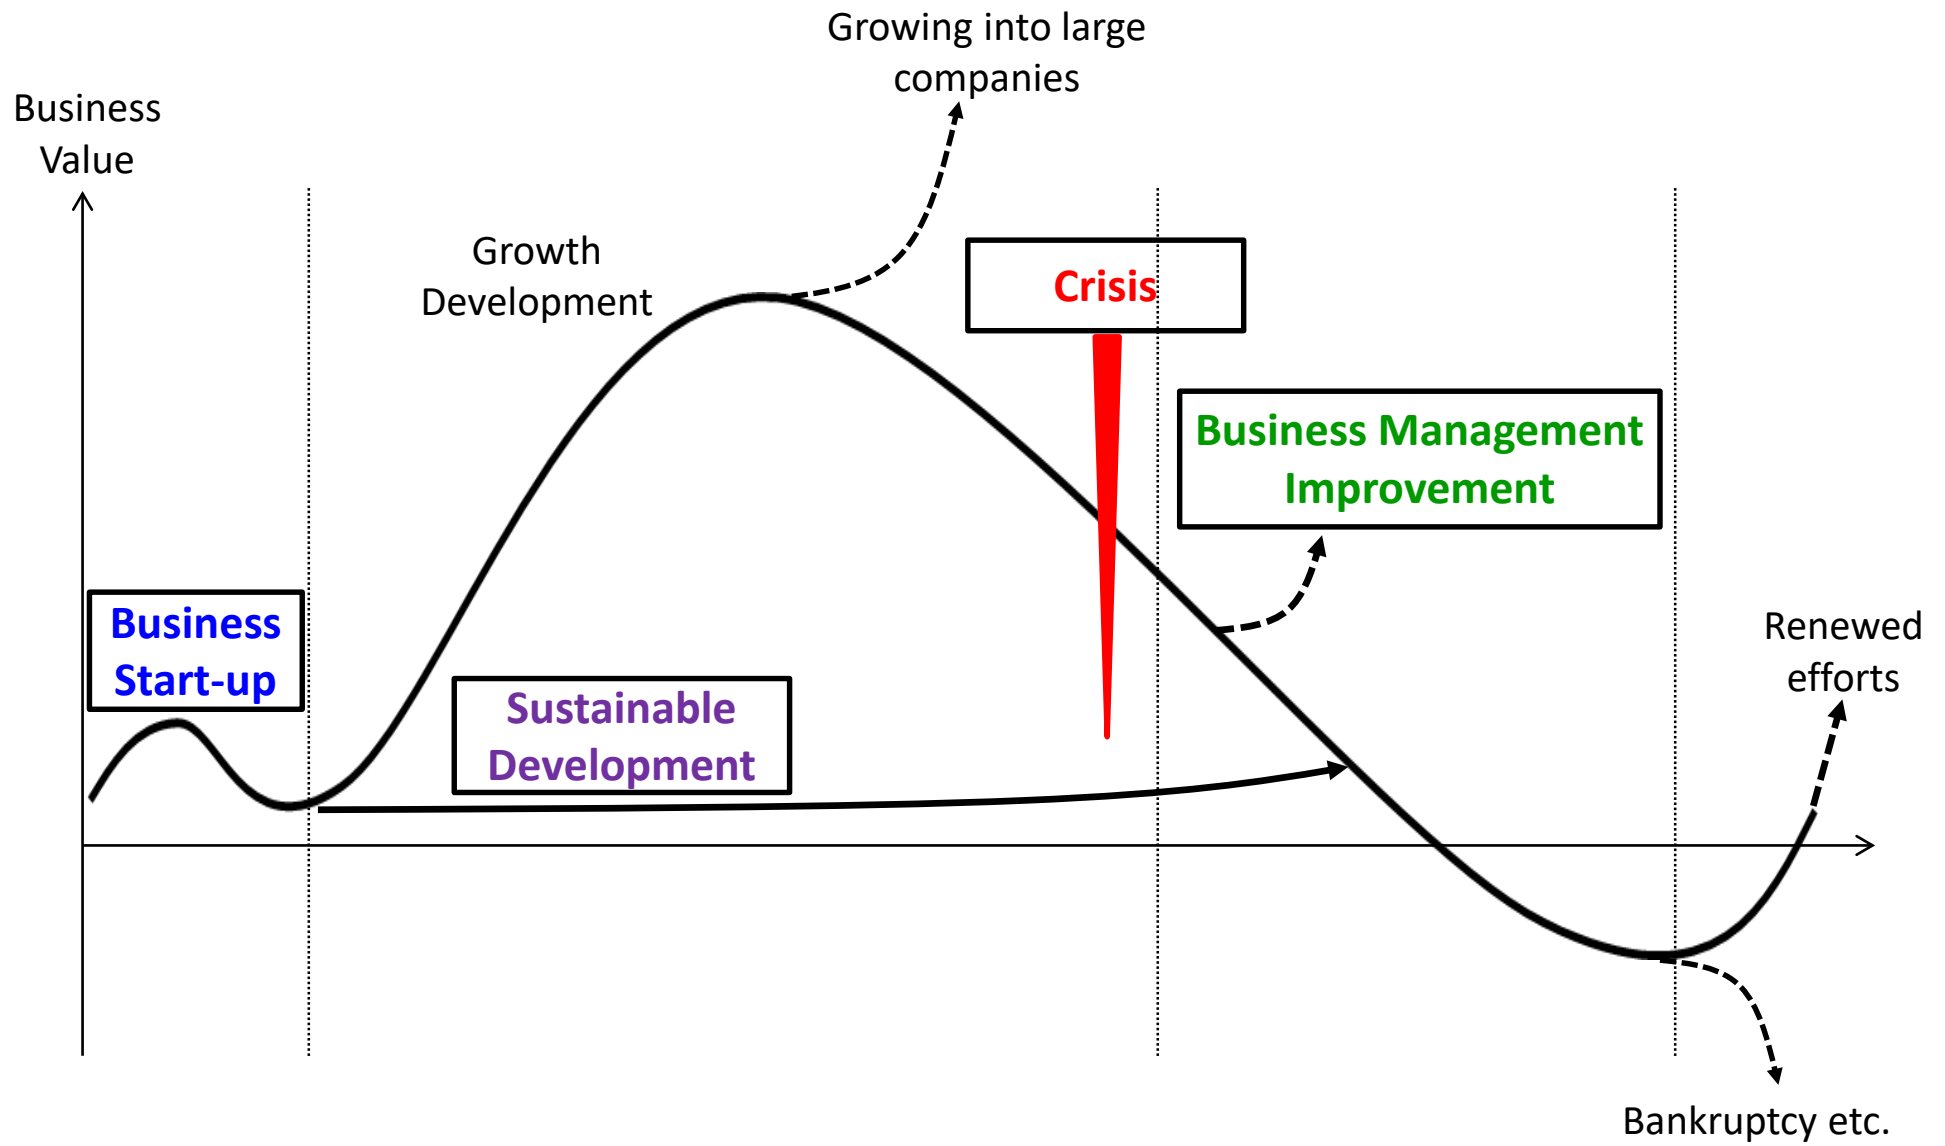 Growing into large
companies
Business
Value
Growth
Development
Crisis
Business Management
Improvement
Business
Start-up
Sustainable
Development
Renewed
efforts
Bankruptcy etc.